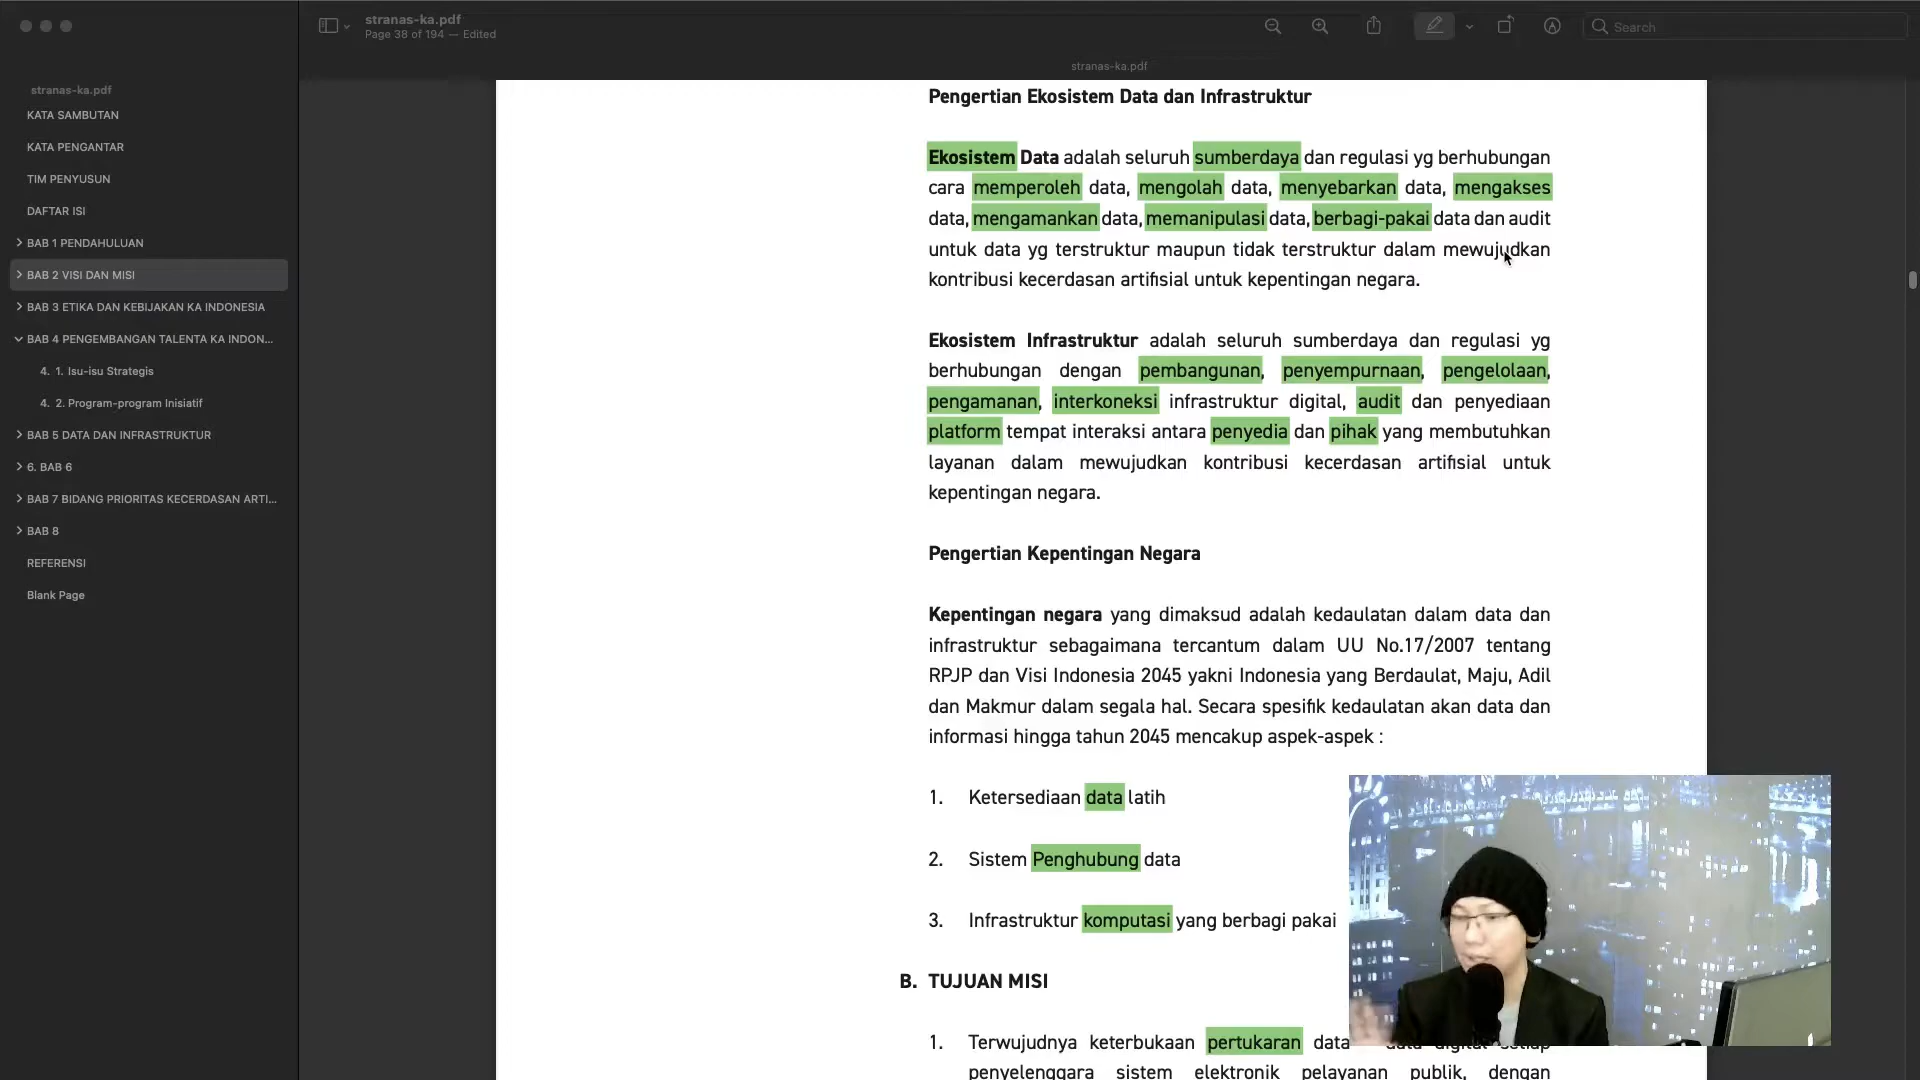 stranas-ka.pdf
Page 38 of 194 — Edited
Search
stranas-ka.pdf
stranas-ka.pdf
KATA SAMBUTAN
KATA PENGANTAR
TIM PENYUSUN
DAFTAR ISI
BAB 1 PENDAHULUAN
BAB 2 VISI DAN MISI
BAB 3 ETIKA DAN KEBIJAKAN KA INDONESIA
BAB 4 PENGEMBANGAN TALENTA KA INDON...
4. 1. Isu-isu Strategis
4. 2. Program-program Inisiatif
BAB 5 DATA DAN INFRASTRUKTUR
6. BAB 6
BAB 7 BIDANG PRIORITAS KECERDASAN ARTI...
BAB 8
REFERENSI
Blank Page
Pengertian Ekosistem Data dan Infrastruktur
Ekosistem Data adalah seluruh sumberdaya dan regulasi yg berhubungan
cara memperoleh data, mengolah data, menyebarkan data, mengakses
data, mengamankan data, memanipulasi data, berbagi-pakai data dan audit
untuk data yg terstruktur maupun tidak terstruktur dalam mewujudkan
kontribusi kecerdasan artifisial untuk kepentingan negara.
Ekosistem Infrastruktur adalah seluruh sumberdaya dan regulasi yg
berhubungan dengan pembangunan, penyempurnaan, pengelolaan,
pengamanan, interkoneksi infrastruktur digital, audit dan penyediaan
platform tempat interaksi antara penyedia dan pihak yang membutuhkan
layanan dalam mewujudkan kontribusi kecerdasan artifisial untuk
kepentingan negara.
Pengertian Kepentingan Negara
Kepentingan negara yang dimaksud adalah kedaulatan dalam data dan
infrastruktur sebagaimana tercantum dalam UU No.17/2007 tentang
RPJP dan Visi Indonesia 2045 yakni Indonesia yang Berdaulat, Maju, Adil
dan Makmur dalam segala hal. Secara spesifik kedaulatan akan data dan
informasi hingga tahun 2045 mencakup aspek-aspek :
1. Ketersediaan data latih
2. Sistem Penghubung data
3. Infrastruktur komputasi yang berbagi pakai
B. TUJUAN MISI
1. Terwujudnya keterbukaan pertukaran data data digital setiap
penyelenggara sistem elektronik pelayanan publik, dengan